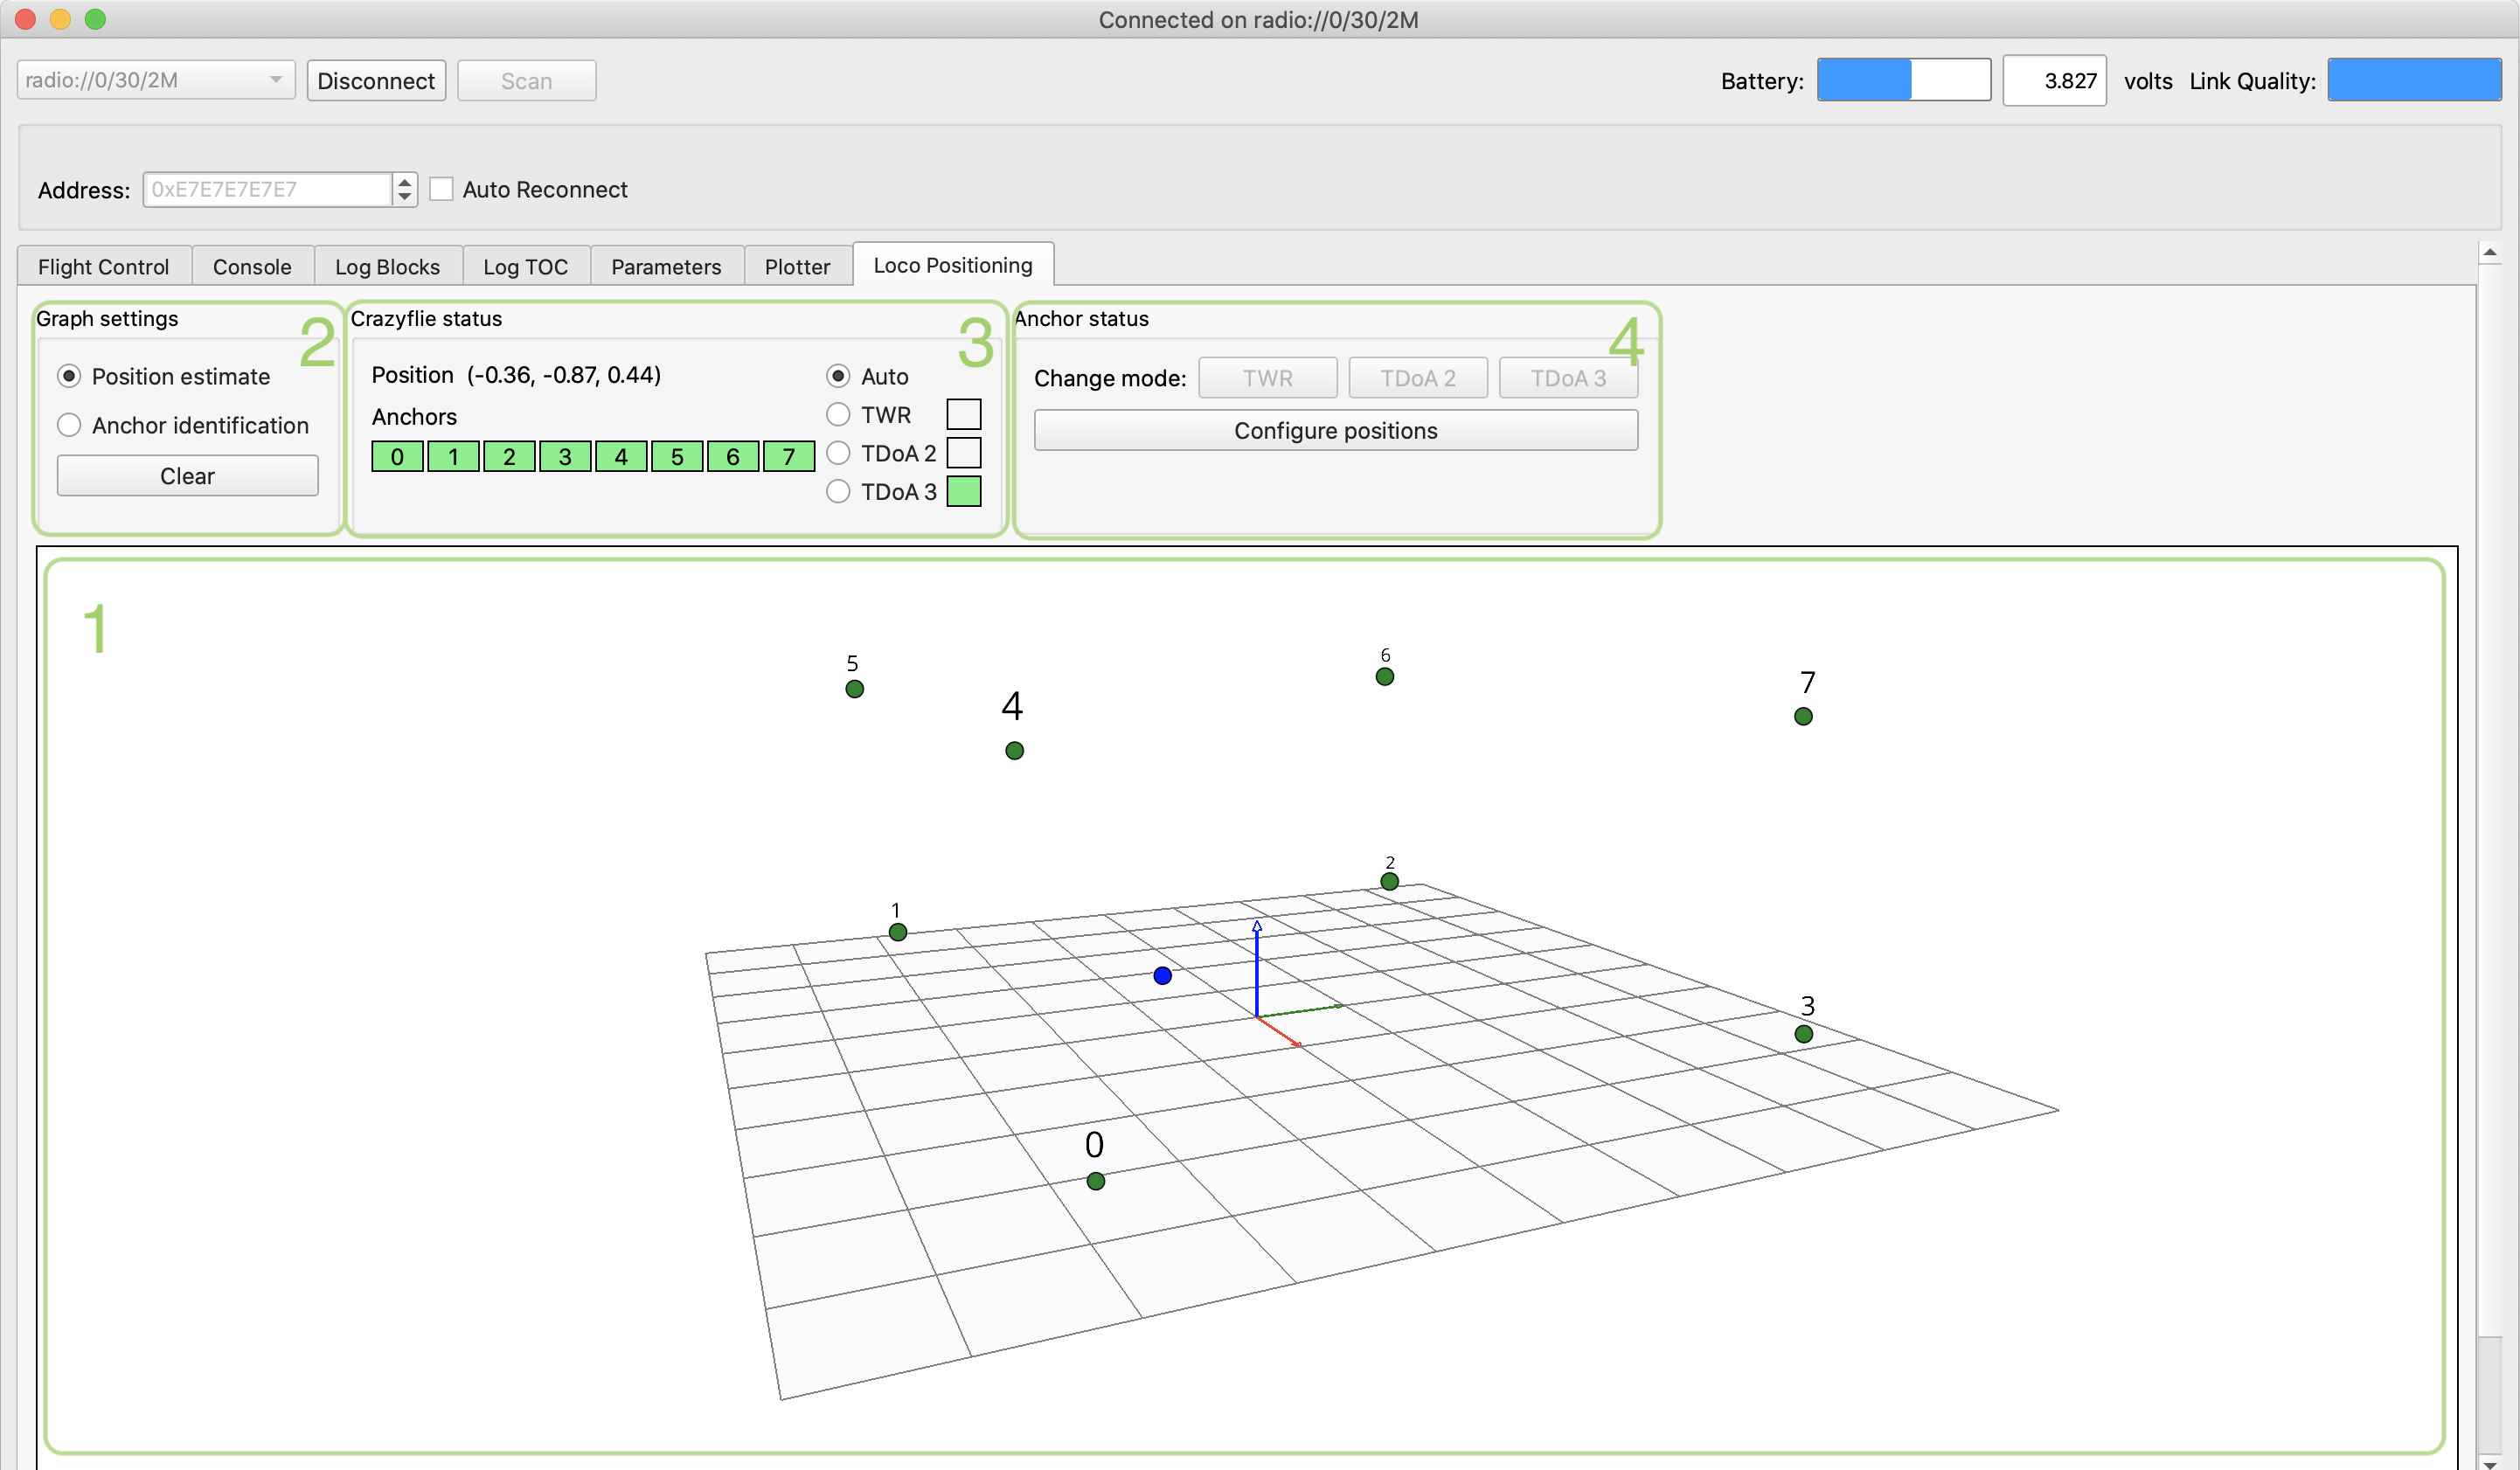 Connected on radio://0/30/2M
radio://0/30/2M Disconnect Scan Battery: 3.827 volts Link Quality:
Address: 0xE7E7E7E7E7 Auto Reconnect
Flight Control Console Log Blocks Log TOC Parameters Plotter Loco Positioning
Graph settings 2
Position estimate
Anchor identification
Clear
Crazyflie status 3
Position (-0.36, -0.87, 0.44)
Anchors
0 1 2 3 4 5 6 7
Auto
TWR
TDoA 2
TDoA 3
Anchor status 4
Change mode: TWR TDoA 2 TDoA 3
Configure positions
1
5
6
4
7
2
1
3
0